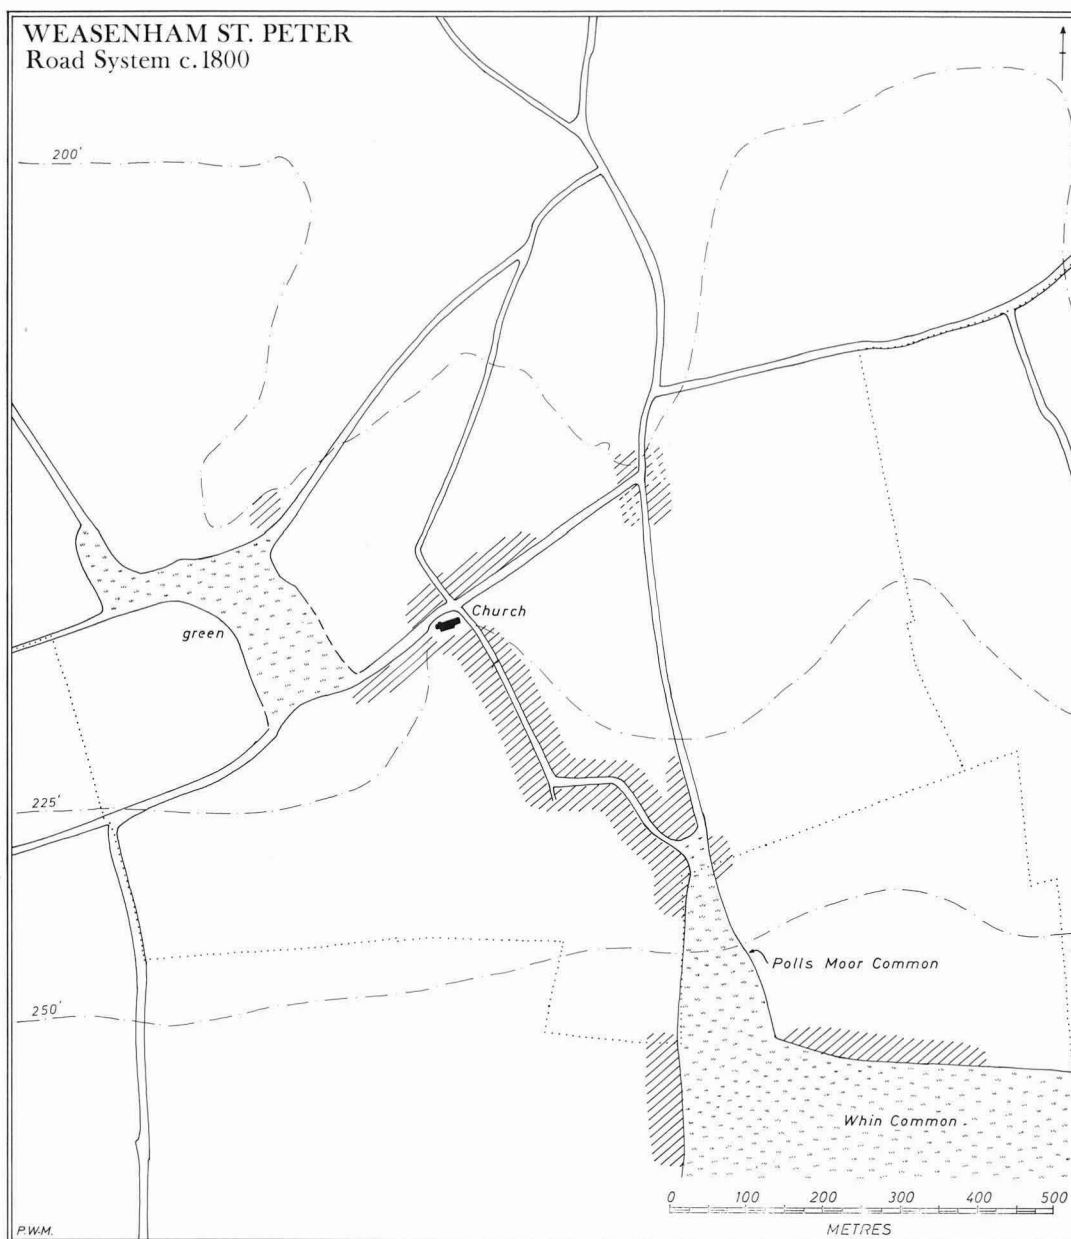 WEASENHAM ST. PETER
Road System c.1800
200'
Church
green
225'
Polls Moor Common
250'
Whin Common
0 100 200 300 400 500
METRES
P.W.M.